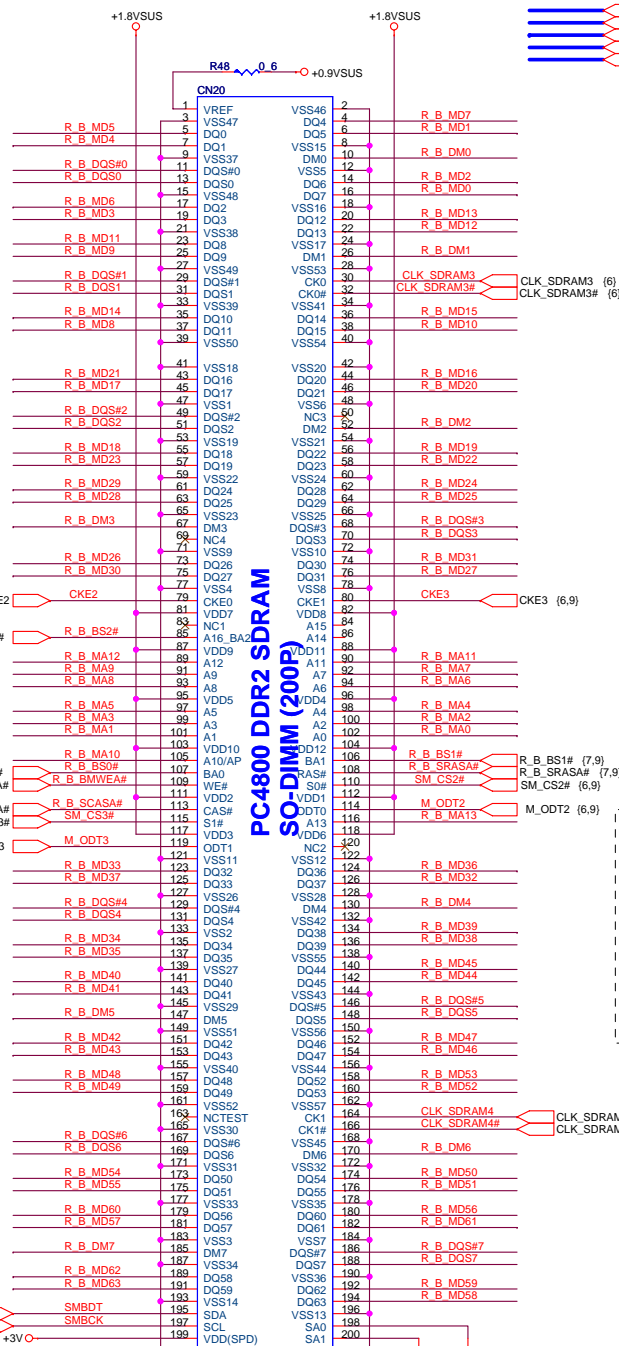 +1.8VSUS +1.8VSUS
R48 0_6 +0.9VSUS
CN20
1 VREF VSS46 2
3 VSS47 DQ4 4 R_B_MD7
R_B_MD5 5 DQ0 DQ5 6 R_B_MD1
R_B_MD4 7 DQ1 VSS15 8
9 VSS37 DM0 10 R_B_DM0
R_B_DQS#0 11 DQS#0 VSS5 12
R_B_DQS0 13 DQS0 DQ6 14 R_B_MD2
15 VSS48 DQ7 16 R_B_MD0
R_B_MD6 17 DQ2 VSS16 18
R_B_MD3 19 DQ3 DQ12 20 R_B_MD13
21 VSS38 DQ13 22 R_B_MD12
R_B_MD11 23 DQ8 VSS17 24
R_B_MD9 25 DQ9 DM1 26 R_B_DM1
27 VSS49 VSS53 28
R_B_DQS#1 29 DQS#1 CK0 30 CLK_SDRAM3 CLK_SDRAM3 {6}
R_B_DQS1 31 DQS1 CK0# 32 CLK_SDRAM3# CLK_SDRAM3# {6}
33 VSS39 VSS41 34
R_B_MD14 35 DQ10 DQ14 36 R_B_MD15
R_B_MD8 37 DQ11 DQ15 38 R_B_MD10
39 VSS50 VSS54 40
41 VSS18 VSS20 42
R_B_MD21 43 DQ16 DQ20 44 R_B_MD16
R_B_MD17 45 DQ17 DQ21 46 R_B_MD20
47 VSS1 VSS6 48
R_B_DQS#2 49 DQS#2 NC3 50
R_B_DQS2 51 DQS2 DM2 52 R_B_DM2
53 VSS19 VSS21 54
R_B_MD18 55 DQ18 DQ22 56 R_B_MD19
R_B_MD23 57 DQ19 DQ23 58 R_B_MD22
59 VSS22 VSS24 60
R_B_MD29 61 DQ24 DQ28 62 R_B_MD24
R_B_MD28 63 DQ25 DQ29 64 R_B_MD25
65 VSS23 VSS25 66
R_B_DM3 67 DM3 DQS#3 68 R_B_DQS#3
69 NC4 DQS3 70 R_B_DQS3
71 VSS9 VSS10 72
R_B_MD26 73 DQ26 DQ30 74 R_B_MD31
R_B_MD30 75 DQ27 DQ31 76 R_B_MD27
77 VSS4 VSS8 78
E2 CKE2 79 CKE0 CKE1 80 CKE3 CKE3 {6,9}
81 VDD7 VDD8 82
83 NC1 A15 84
# R_B_BS2# 85 A16_BA2 A14 86
87 VDD9 VDD11 88
R_B_MA12 89 A12 A11 90 R_B_MA11
R_B_MA9 91 A9 A7 92 R_B_MA7
R_B_MA8 93 A8 A6 94 R_B_MA6
95 VDD5 VDD4 96
R_B_MA5 97 A5 A4 98 R_B_MA4
R_B_MA3 99 A3 A2 100 R_B_MA2
R_B_MA1 101 A1 A0 102 R_B_MA0
103 VDD10 VDD12 104
R_B_MA10 105 A10/AP BA1 106 R_B_BS1# R_B_BS1# {7,9}
# R_B_BS0# 107 BA0 RAS# 108 R_B_SRASA# R_B_SRASA# {7,9
A# R_B_BMWEA# 109 WE# S0# 110 SM_CS2# SM_CS2# {6,9}
111 VDD2 VDD1 112
A# R_B_SCASA# 113 CAS# ODT0 114 M_ODT2 M_ODT2 {6,9}
3# SM_CS3# 115 S1# A13 116 R_B_MA13
117 VDD3 VDD6 118
3 M_ODT3 119 ODT1 NC2 120
121 VSS11 VSS12 122
R_B_MD33 123 DQ32 DQ36 124 R_B_MD36
R_B_MD37 125 DQ33 DQ37 126 R_B_MD32
127 VSS26 VSS28 128
R_B_DQS#4 129 DQS#4 DM4 130 R_B_DM4
R_B_DQS4 131 DQS4 VSS42 132
133 VSS2 DQ38 134 R_B_MD39
R_B_MD34 135 DQ34 DQ39 136 R_B_MD38
R_B_MD35 137 DQ35 VSS55 138
139 VSS27 DQ44 140 R_B_MD45
R_B_MD40 141 DQ40 DQ45 142 R_B_MD44
R_B_MD41 143 DQ41 VSS43 144
145 VSS29 DQS#5 146 R_B_DQS#5
R_B_DM5 147 DM5 DQS5 148 R_B_DQS5
149 VSS51 VSS56 150
R_B_MD42 151 DQ42 DQ46 152 R_B_MD47
R_B_MD43 153 DQ43 DQ47 154 R_B_MD46
155 VSS40 VSS44 156
R_B_MD48 157 DQ48 DQ52 158 R_B_MD53
R_B_MD49 159 DQ49 DQ53 160 R_B_MD52
161 VSS52 VSS57 162
163 NCTEST CK1 164 CLK_SDRAM4 CLK_SDRAM
165 VSS30 CK1# 166 CLK_SDRAM4# CLK_SDRAM
R_B_DQS#6 167 DQS#6 VSS45 168
R_B_DQS6 169 DQS6 DM6 170 R_B_DM6
171 VSS31 VSS32 172
R_B_MD54 173 DQ50 DQ54 174 R_B_MD50
R_B_MD55 175 DQ51 DQ55 176 R_B_MD51
177 VSS33 VSS35 178
R_B_MD60 179 DQ56 DQ60 180 R_B_MD56
R_B_MD57 181 DQ57 DQ61 182 R_B_MD61
183 VSS3 VSS7 184
R_B_DM7 185 DM7 DQS#7 186 R_B_DQS#7
187 VSS34 DQS7 188 R_B_DQS7
R_B_MD62 189 DQ58 VSS36 190
R_B_MD63 191 DQ59 DQ62 192 R_B_MD59
193 VSS14 DQ63 194 R_B_MD58
SMBDT 195 SDA VSS13 196
SMBCK 197 SCL SA0 198
+3V 199 VDD(SPD) SA1 200
PC4800 DDR2 SDRAM
SO-DIMM (200P)